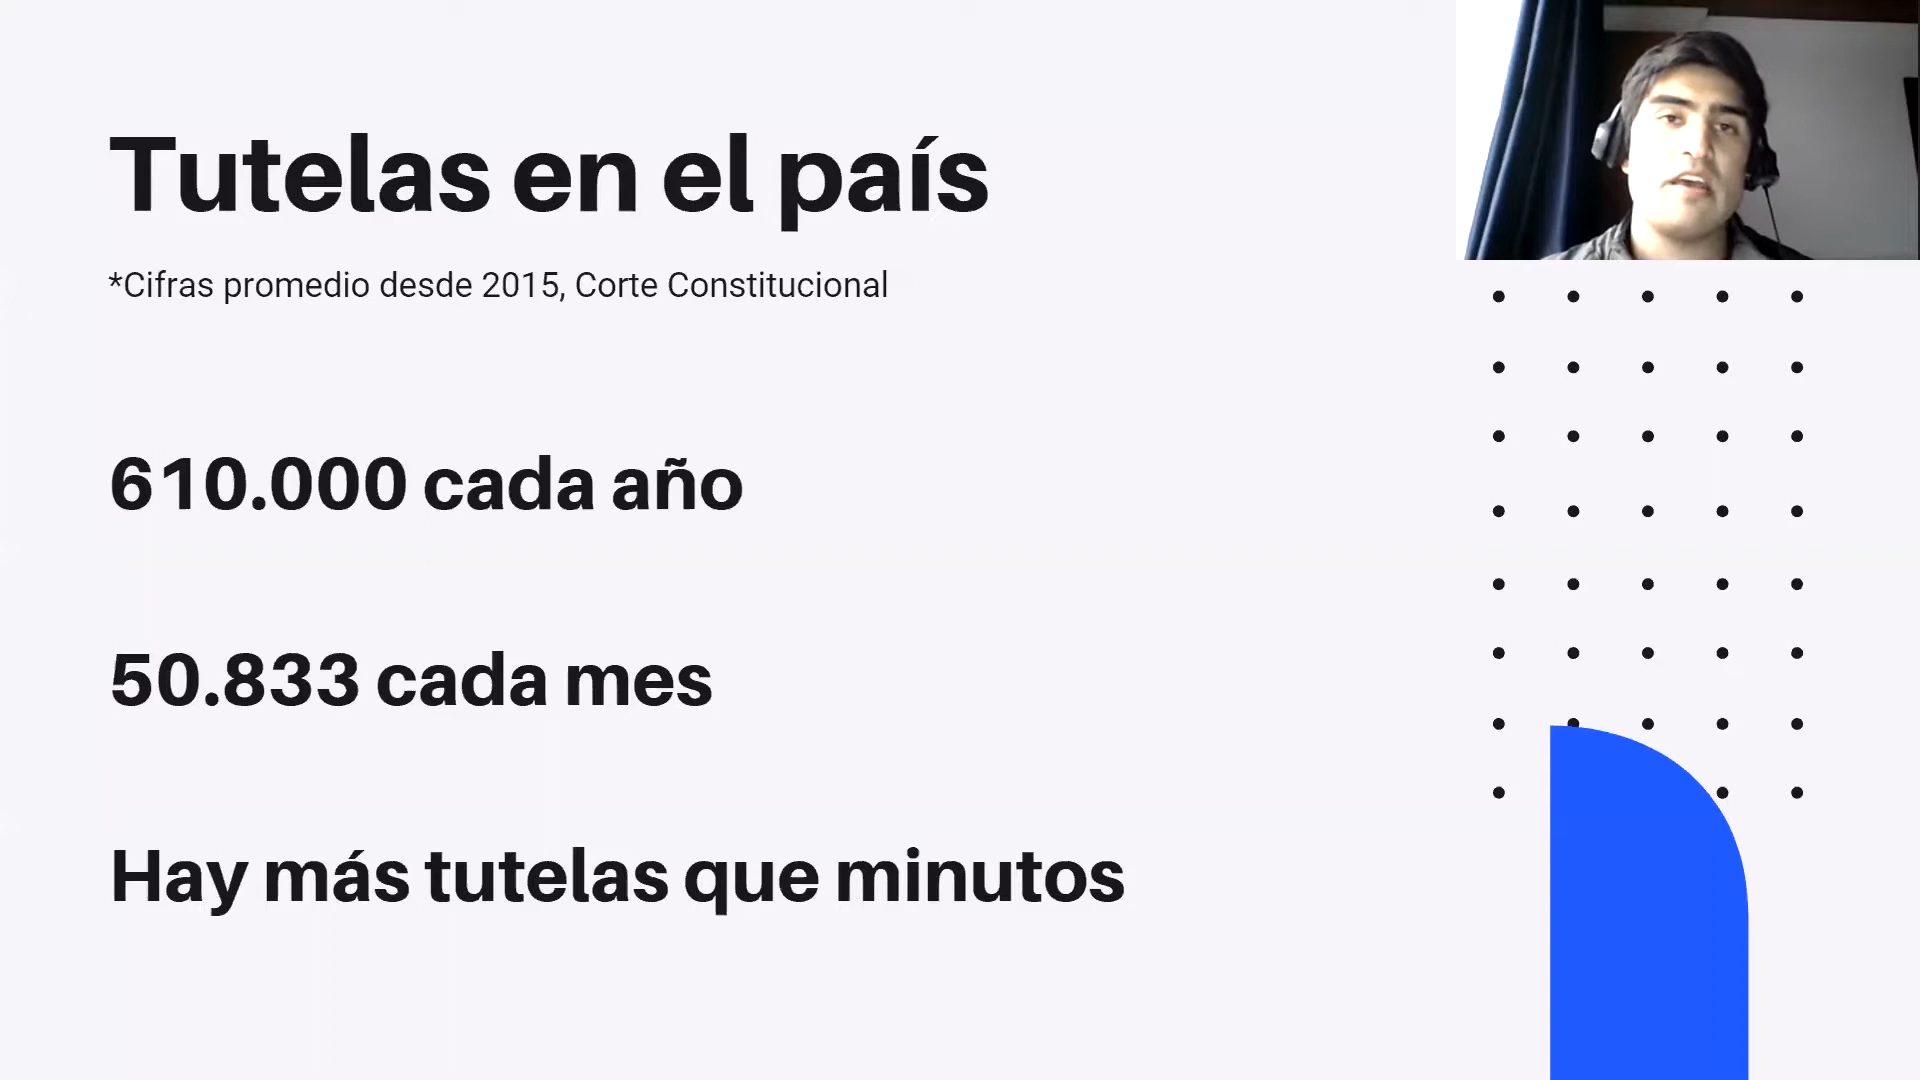 Tutelas en el país
*Cifras promedio desde 2015, Corte Constitucional
610.000 cada año
50.833 cada mes
Hay más tutelas que minutos